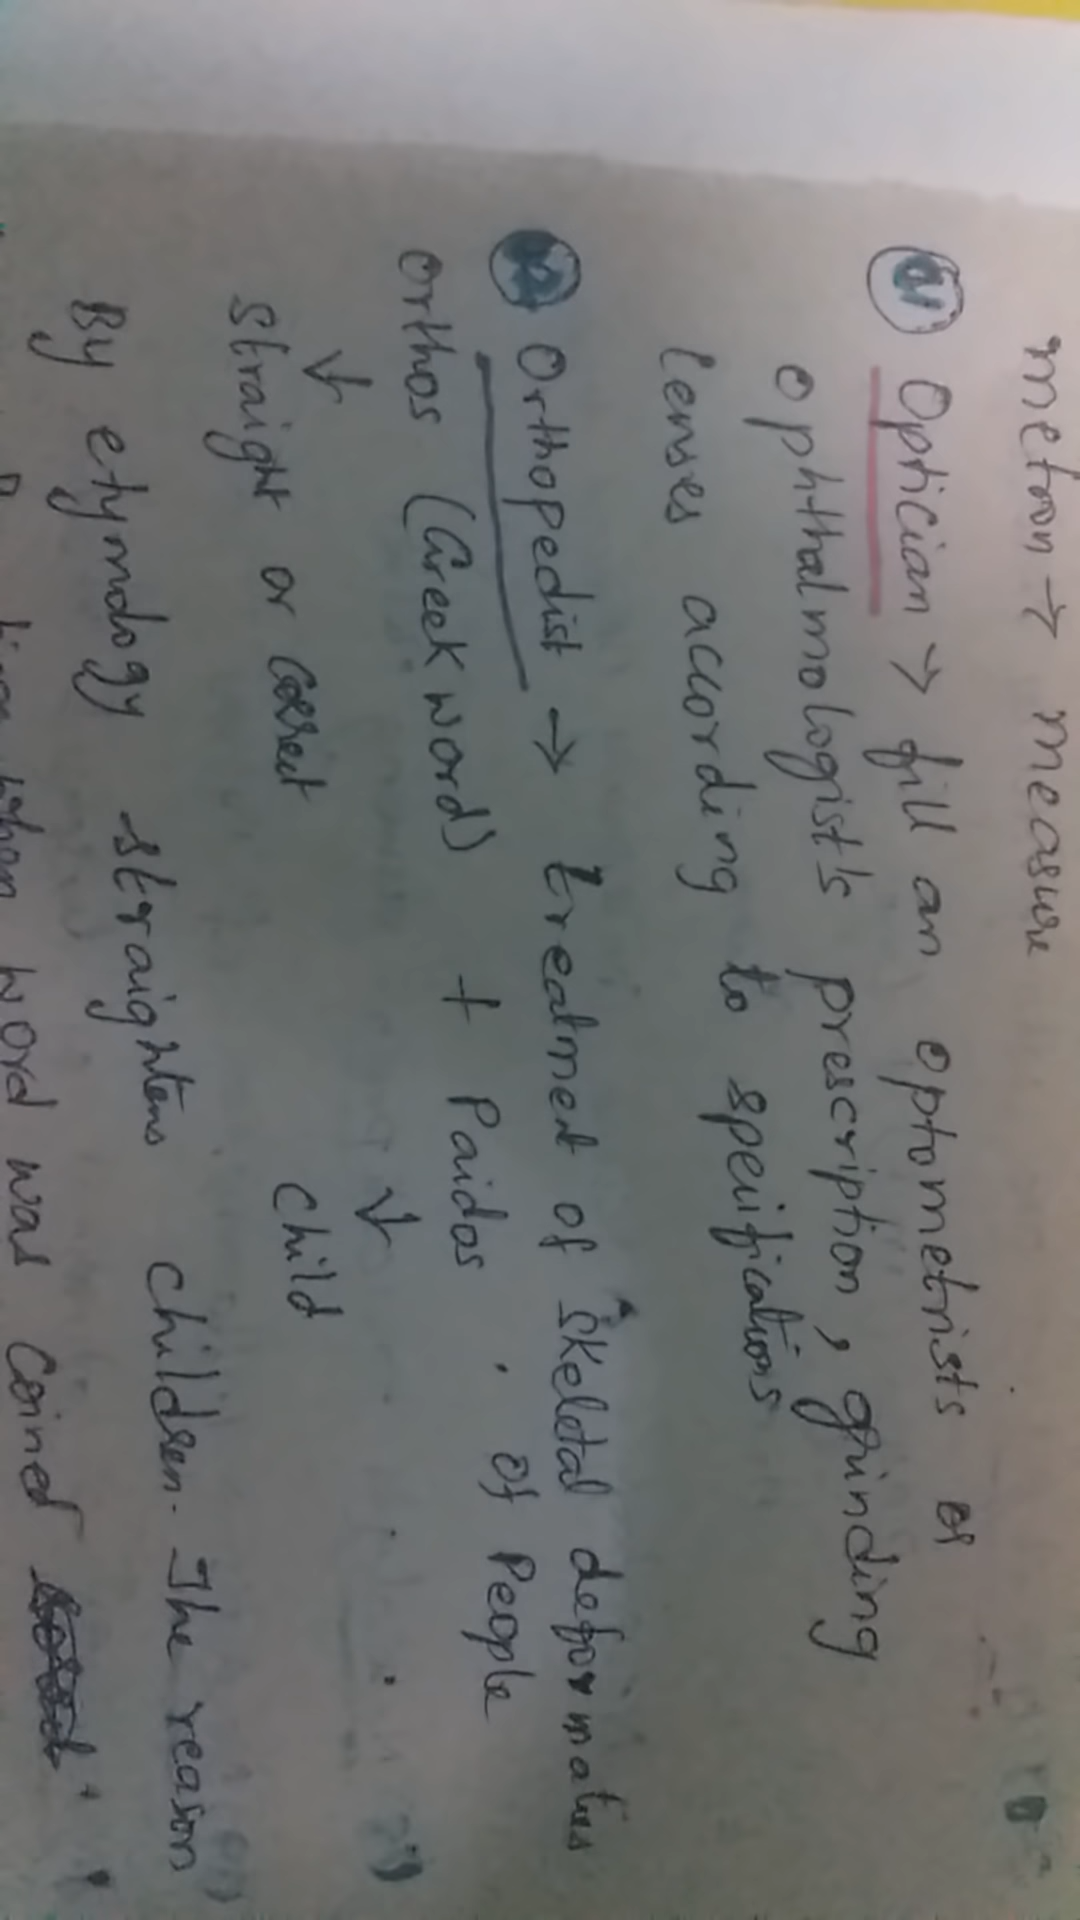 metron → measure
Optician → fill an optometrists or
ophthalmologist's prescription, grinding
lenses according to specifications
Orthopedist → treatment of skeletal deformaties
Orthos (Greek word) + Paidos . of People
↓ ↓
straight or correct child
By etymology straightens children. The reason
when word was coined